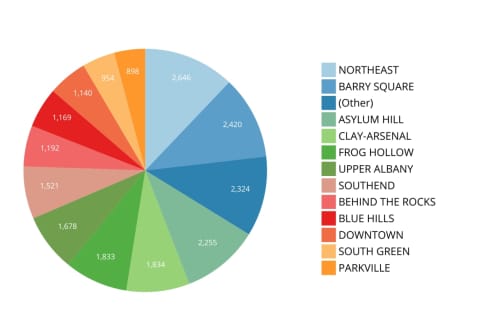 898
954
2,646
1,140
1,169
2,420
1,192
1,521
2,324
1,678
2,255
1,833
1,834
NORTHEAST
BARRY SQUARE
(Other)
ASYLUM HILL
CLAY-ARSENAL
FROG HOLLOW
UPPER ALBANY
SOUTHEND
BEHIND THE ROCKS
BLUE HILLS
DOWNTOWN
SOUTH GREEN
PARKVILLE